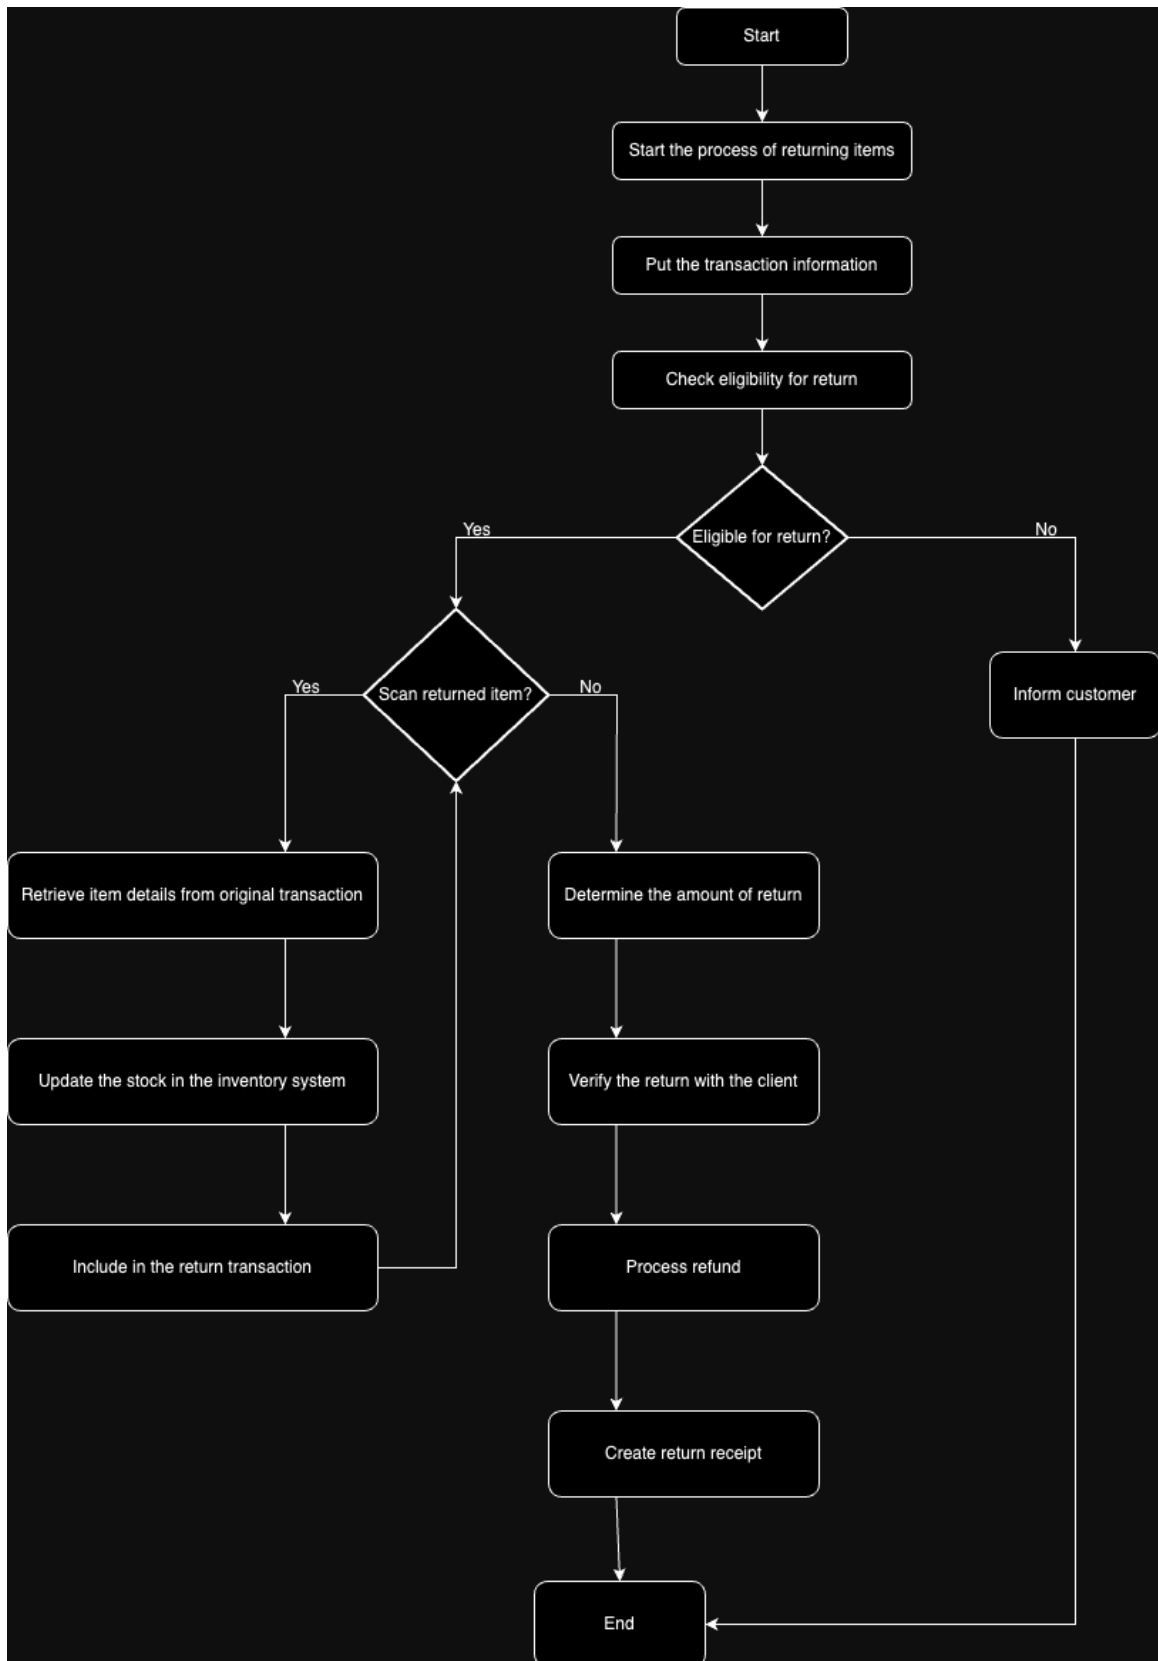 Start
Start the process of returning items
Put the transaction information
Check eligibility for return
Eligible for return?
Yes
No
Scan returned item?
Yes
No
Inform customer
Retrieve item details from original transaction
Determine the amount of return
Update the stock in the inventory system
Verify the return with the client
Include in the return transaction
Process refund
Create return receipt
End